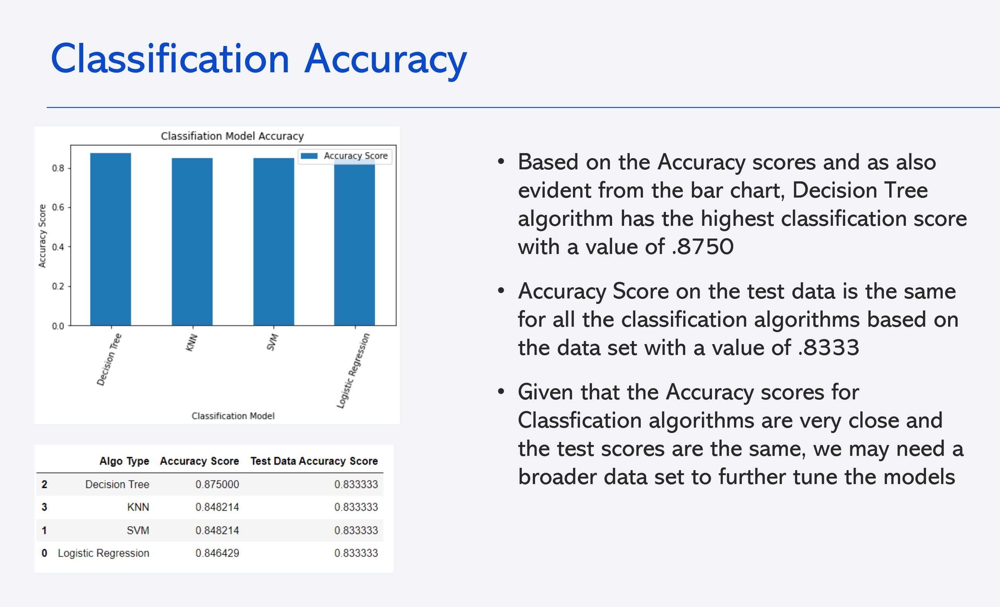 Classification Accuracy
Classifiation Model Accuracy
Accuracy Score
0.8
0.6
0.4
0.2
0.0
Accuracy Score
Decision Tree
KNN
SVM
Logistic Regression
Classification Model
Algo Type Accuracy Score Test Data Accuracy Score
2 Decision Tree 0.875000 0.833333
3 KNN 0.848214 0.833333
1 SVM 0.848214 0.833333
0 Logistic Regression 0.846429 0.833333
• Based on the Accuracy scores and as also
evident from the bar chart, Decision Tree
algorithm has the highest classification score
with a value of .8750
• Accuracy Score on the test data is the same
for all the classification algorithms based on
the data set with a value of .8333
• Given that the Accuracy scores for
Classfication algorithms are very close and
the test scores are the same, we may need a
broader data set to further tune the models